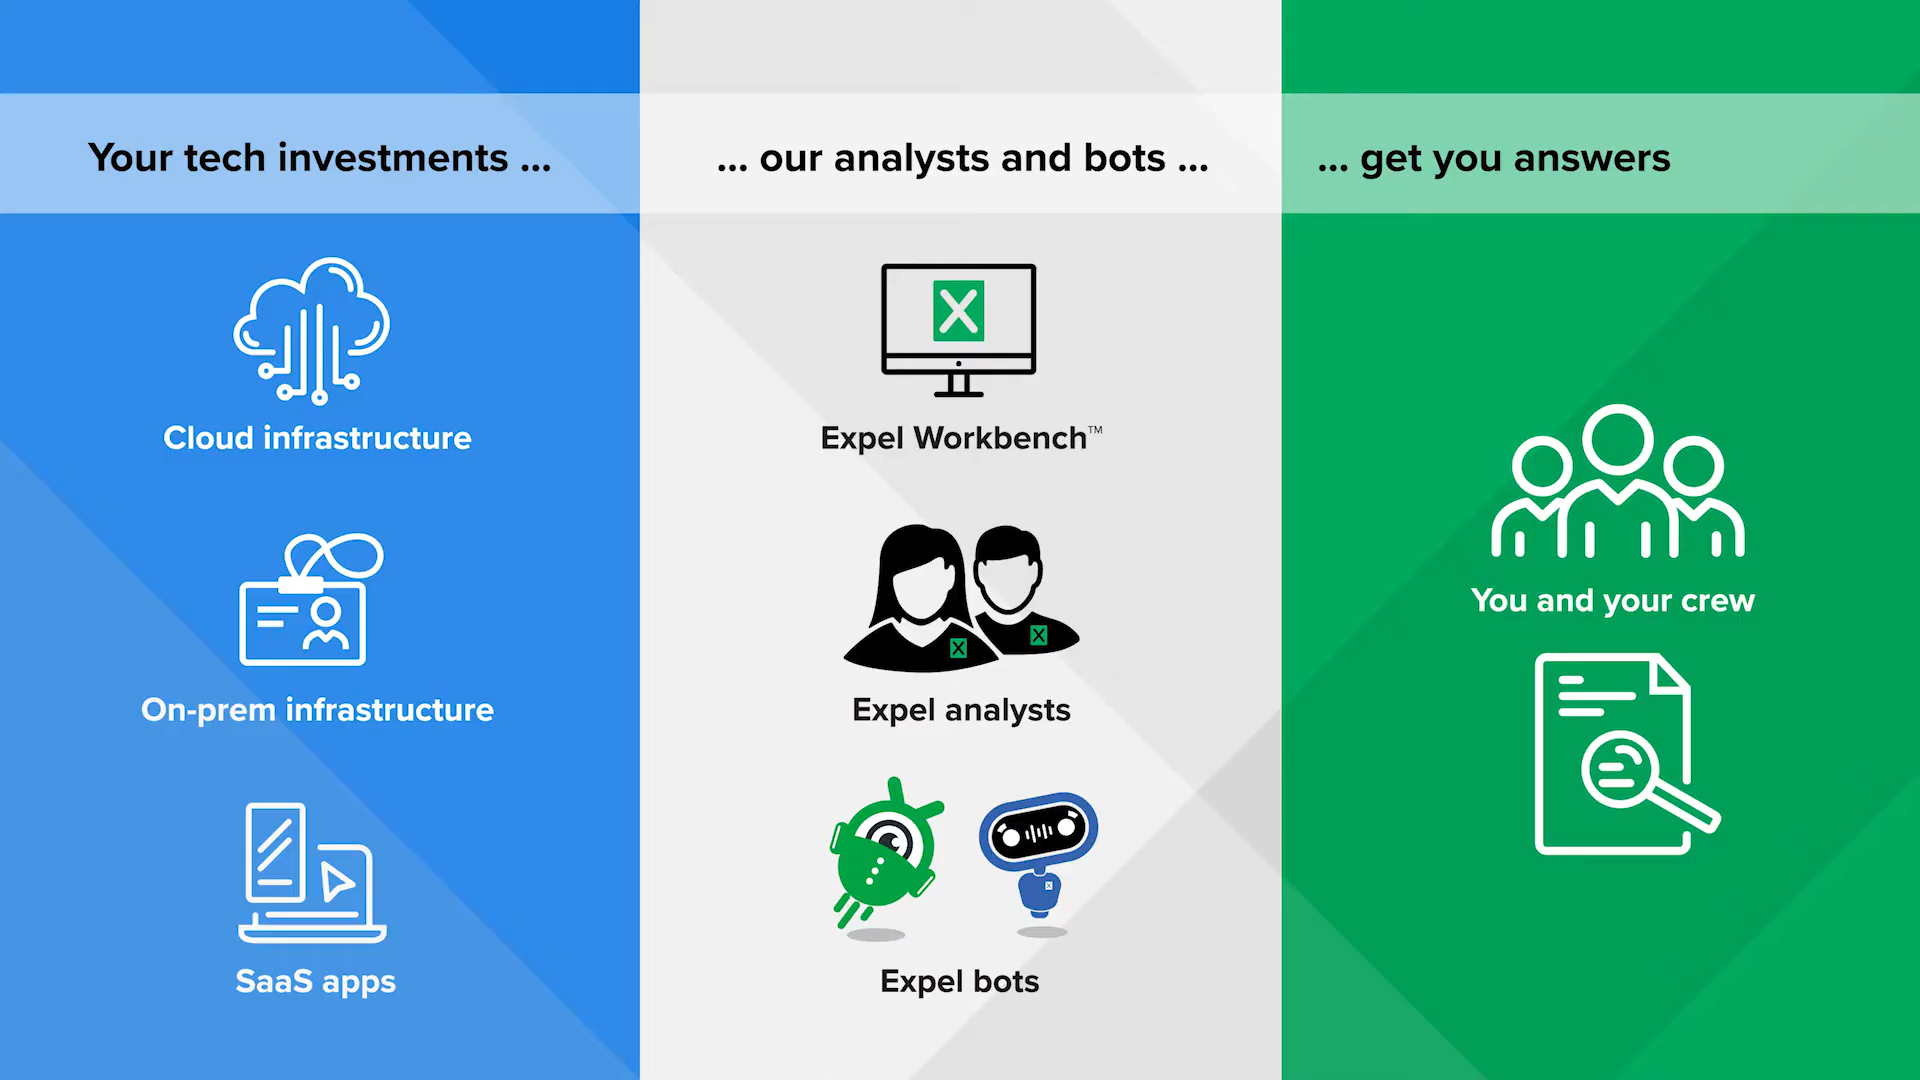 Your tech investments ...
... our analysts and bots ...
... get you answers
Cloud infrastructure
On-prem infrastructure
SaaS apps
X
Expel Workbench™
X
X
Expel analysts
X
Expel bots
You and your crew